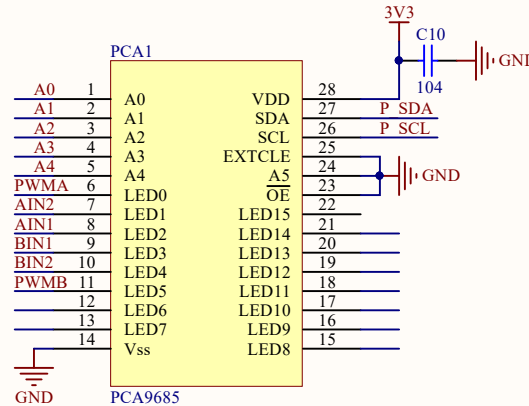 3V3
PCA1
C10
GND
104
A0 1 A0 VDD 28
A1 2 A1 SDA 27 P_SDA
A2 3 A2 SCL 26 P_SCL
A3 4 A3 EXTCLE 25
A4 5 A4 A5 24 GND
PWMA 6 LED0 OE 23
AIN2 7 LED1 LED15 22
AIN1 8 LED2 LED14 21
BIN1 9 LED3 LED13 20
BIN2 10 LED4 LED12 19
PWMB 11 LED5 LED11 18
12 LED6 LED10 17
13 LED7 LED9 16
14 Vss LED8 15
GND
PCA9685